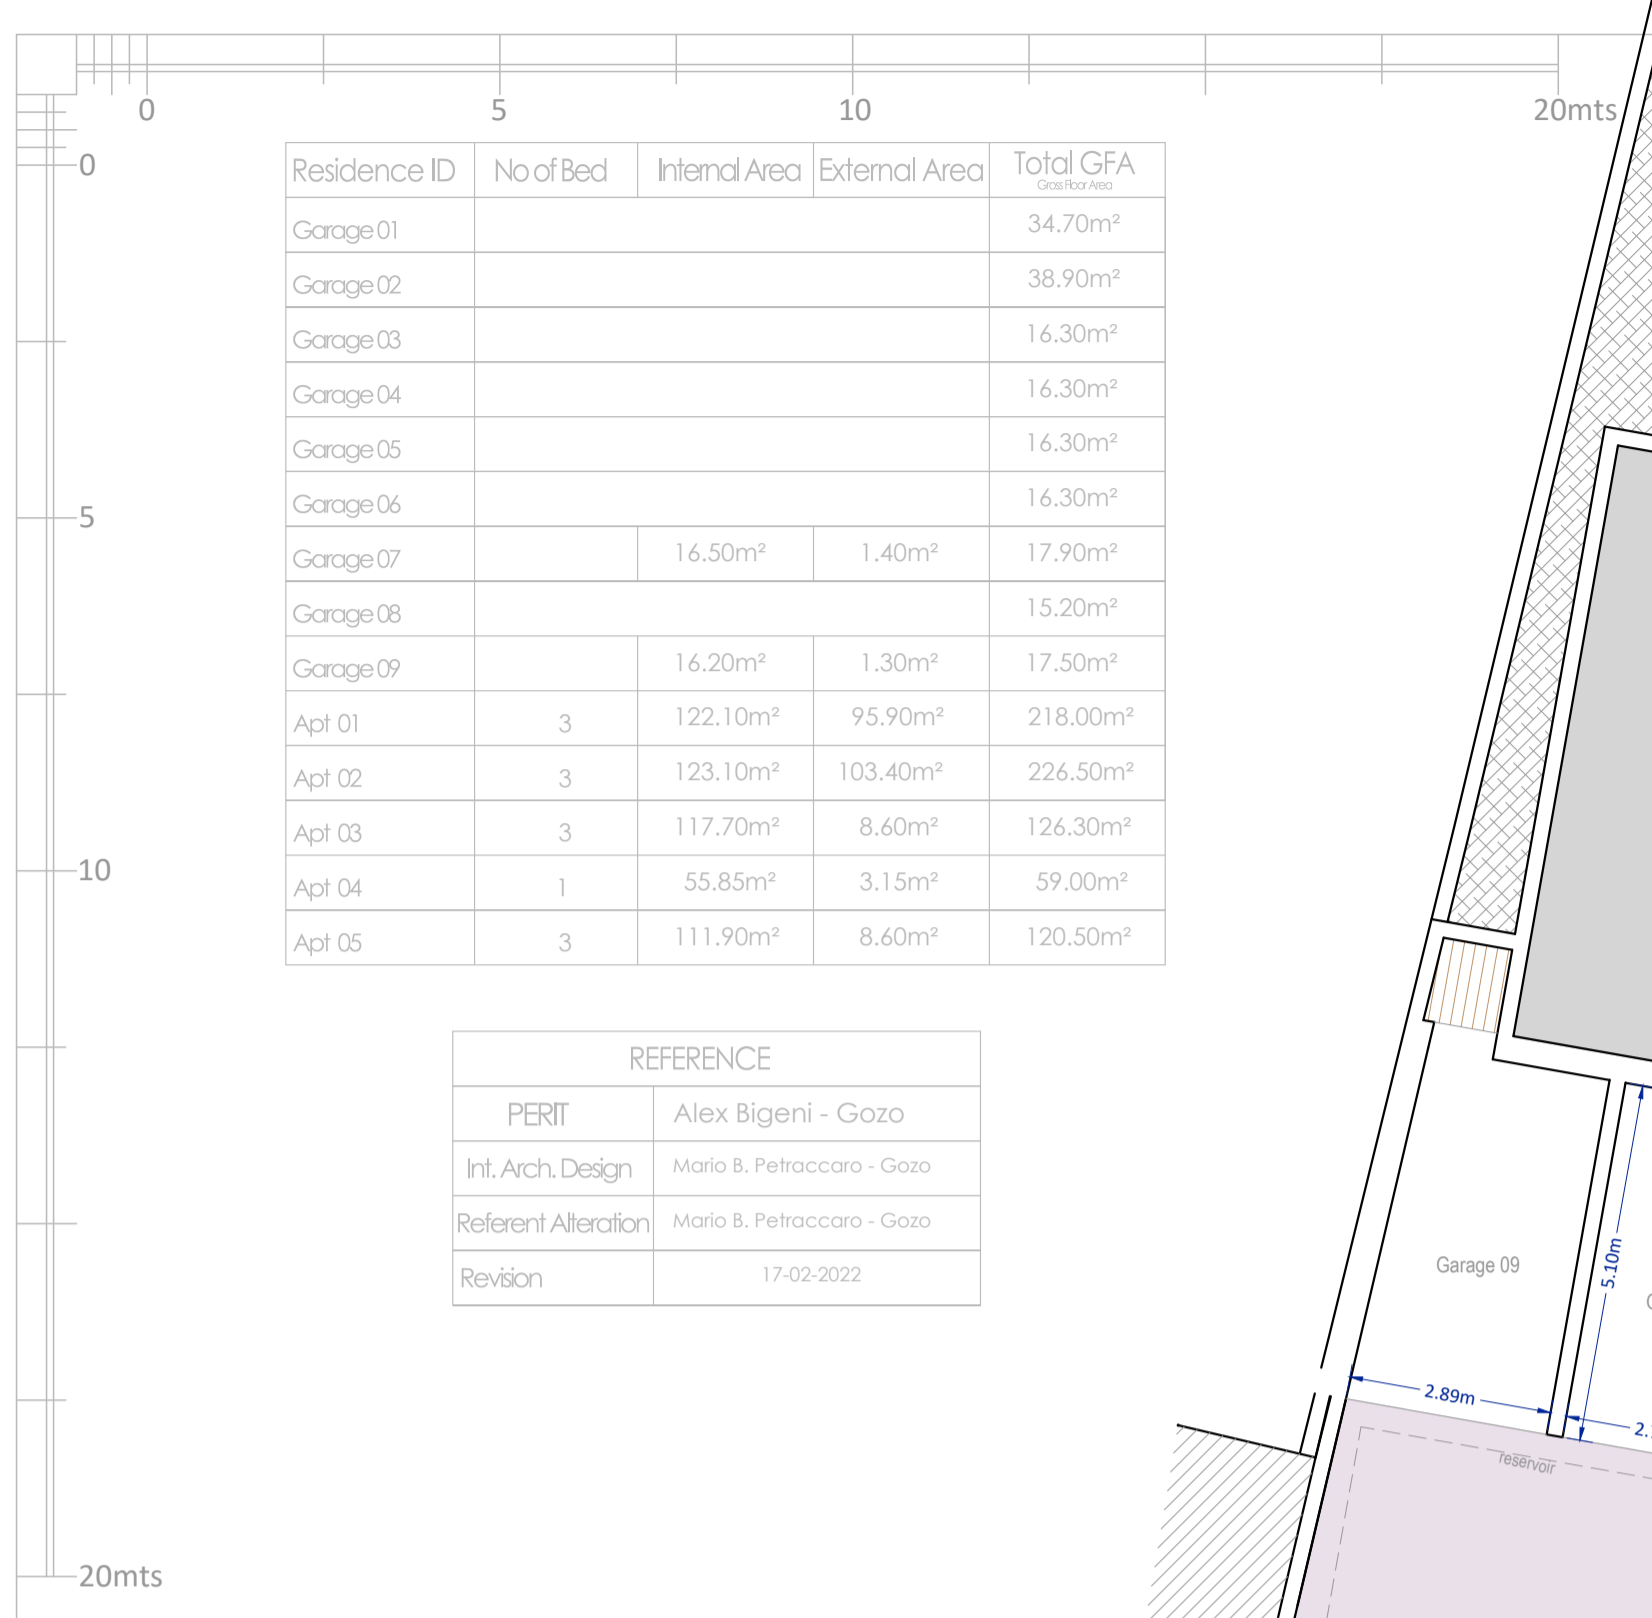 0 5 10 20mts
0
5
10
20mts
Residence ID No of Bed Internal Area External Area Total GFA
Gross Floor Area
Garage 01 34.70m²
Garage 02 38.90m²
Garage 03 16.30m²
Garage 04 16.30m²
Garage 05 16.30m²
Garage 06 16.30m²
Garage 07 16.50m² 1.40m² 17.90m²
Garage 08 15.20m²
Garage 09 16.20m² 1.30m² 17.50m²
Apt 01 3 122.10m² 95.90m² 218.00m²
Apt 02 3 123.10m² 103.40m² 226.50m²
Apt 03 3 117.70m² 8.60m² 126.30m²
Apt 04 1 55.85m² 3.15m² 59.00m²
Apt 05 3 111.90m² 8.60m² 120.50m²
REFERENCE
PERIT Alex Bigeni - Gozo
Int. Arch. Design Mario B. Petraccaro - Gozo
Referent Alteration Mario B. Petraccaro - Gozo
Revision 17-02-2022
Garage 09
5.10m
2.89m
reservoir